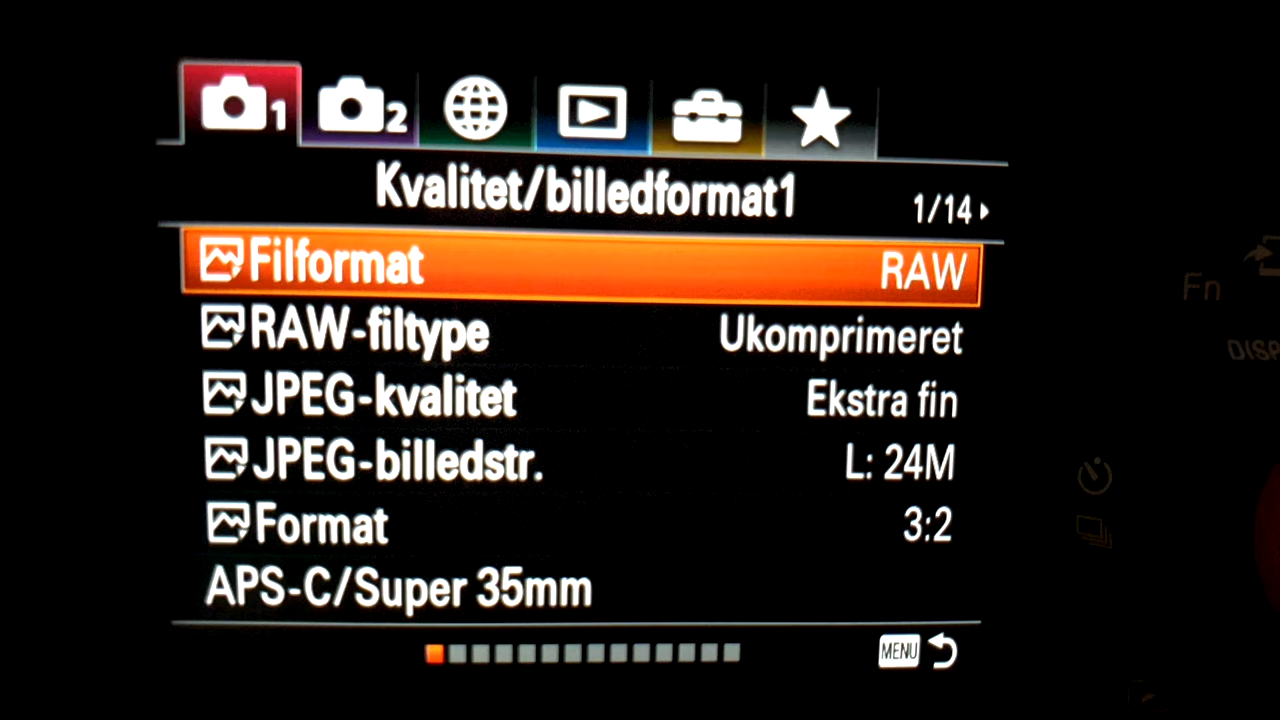 1 2
Kvalitet/billedformat1 1/14
Filformat RAW
RAW-filtype Ukomprimeret
JPEG-kvalitet Ekstra fin
JPEG-billedstr. L: 24M
Format 3:2
APS-C/Super 35mm
MENU
Fn
DISP